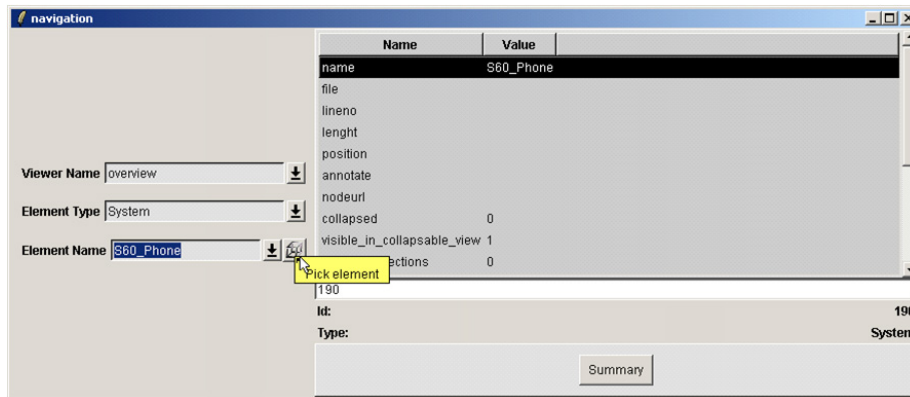 navigation
Name Value
name S60_Phone
file
lineno
lenght
position
annotate
nodeurl
collapsed 0
visible_in_collapsable_view 1
ections 0
Viewer Name overview
Element Type System
Element Name S60_Phone
Pick element
190
Id: 190
Type: System
Summary